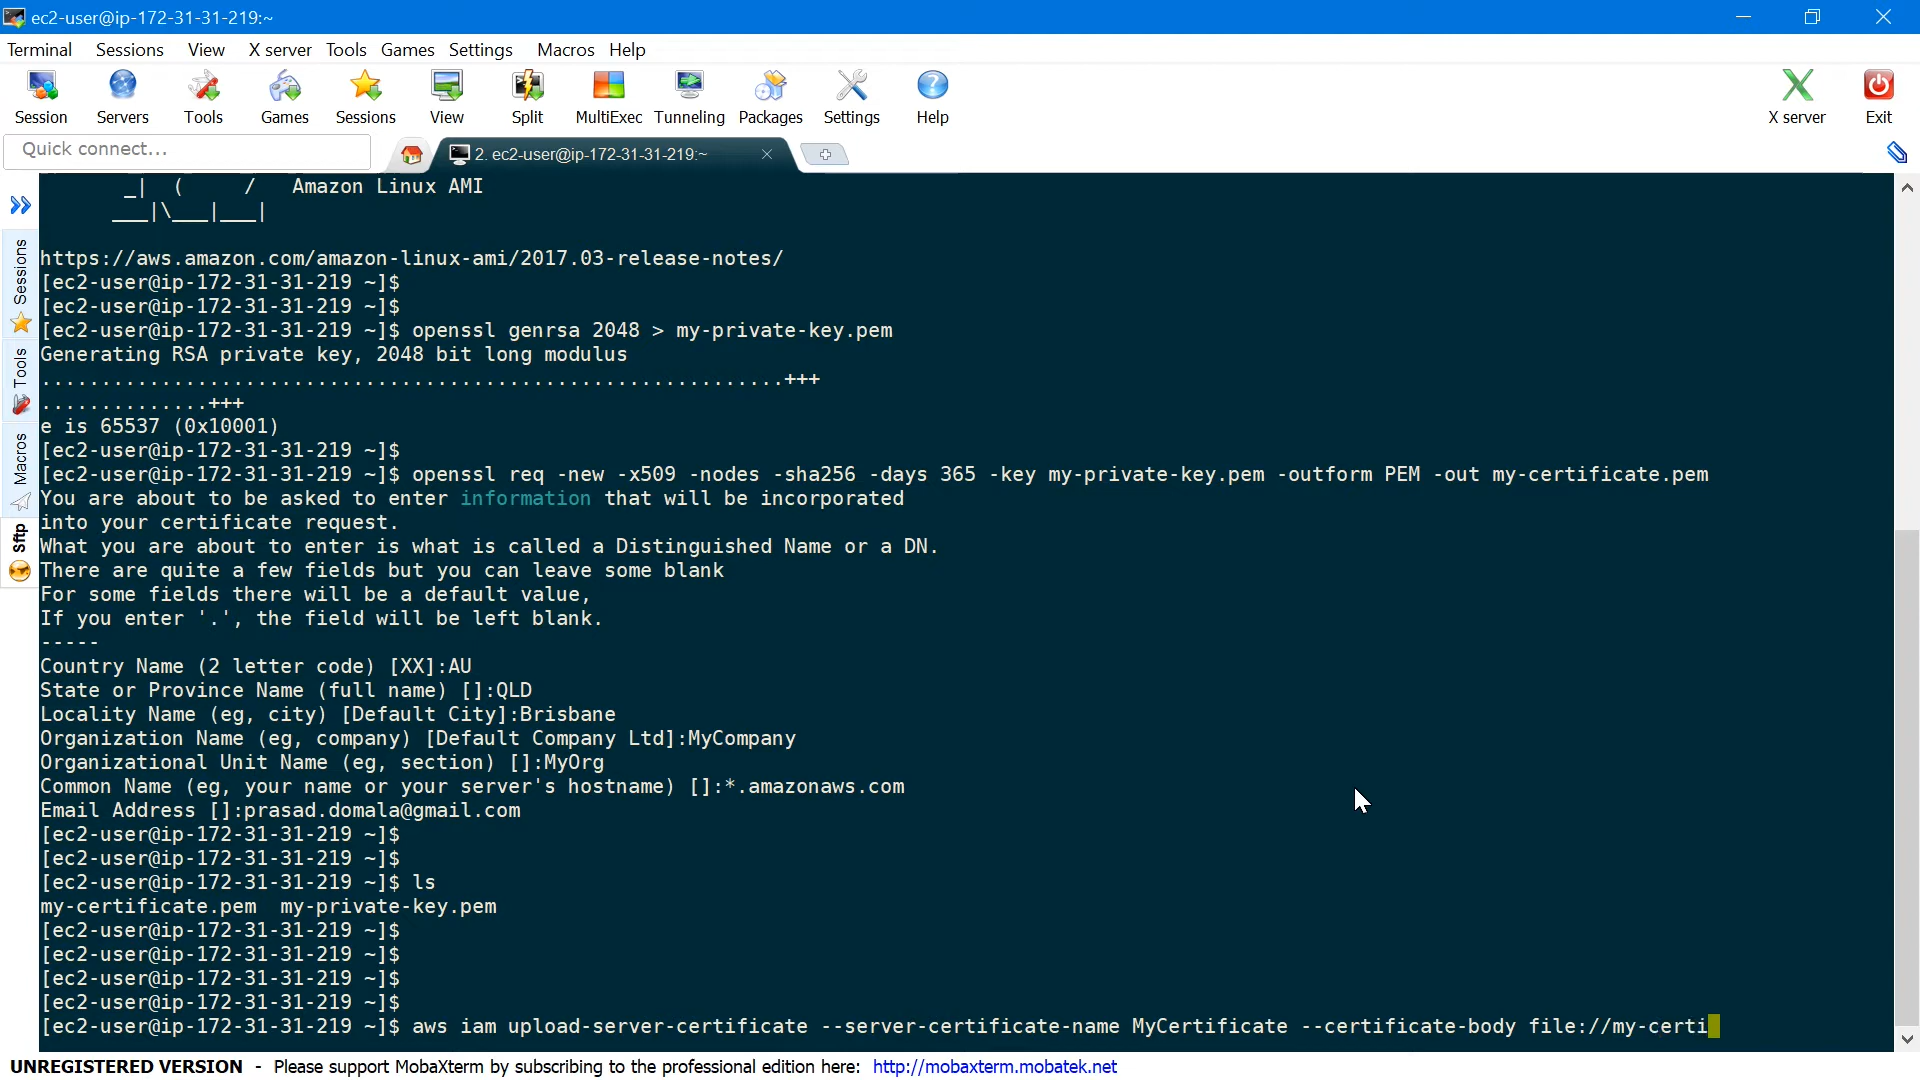 ec2-user@ip-172-31-31-219:~
Terminal Sessions View X server Tools Games Settings Macros Help
Session Servers Tools Games Sessions View Split MultiExec Tunneling Packages Settings Help X server Exit
Quick connect... 2. ec2-user@ip-172-31-31-219:~
Sessions
Tools
Macros
Sftp
_| ( / Amazon Linux AMI
___|\___|___|
https://aws.amazon.com/amazon-linux-ami/2017.03-release-notes/
[ec2-user@ip-172-31-31-219 ~]$
[ec2-user@ip-172-31-31-219 ~]$
[ec2-user@ip-172-31-31-219 ~]$ openssl genrsa 2048 > my-private-key.pem
Generating RSA private key, 2048 bit long modulus
..............................................................+++
..............+++
e is 65537 (0x10001)
[ec2-user@ip-172-31-31-219 ~]$
[ec2-user@ip-172-31-31-219 ~]$ openssl req -new -x509 -nodes -sha256 -days 365 -key my-private-key.pem -outform PEM -out my-certificate.pem
You are about to be asked to enter information that will be incorporated
into your certificate request.
What you are about to enter is what is called a Distinguished Name or a DN.
There are quite a few fields but you can leave some blank
For some fields there will be a default value,
If you enter '.', the field will be left blank.
-----
Country Name (2 letter code) [XX]:AU
State or Province Name (full name) []:QLD
Locality Name (eg, city) [Default City]:Brisbane
Organization Name (eg, company) [Default Company Ltd]:MyCompany
Organizational Unit Name (eg, section) []:MyOrg
Common Name (eg, your name or your server's hostname) []:*.amazonaws.com
Email Address []:prasad.domala@gmail.com
[ec2-user@ip-172-31-31-219 ~]$
[ec2-user@ip-172-31-31-219 ~]$
[ec2-user@ip-172-31-31-219 ~]$ ls
my-certificate.pem my-private-key.pem
[ec2-user@ip-172-31-31-219 ~]$
[ec2-user@ip-172-31-31-219 ~]$
[ec2-user@ip-172-31-31-219 ~]$
[ec2-user@ip-172-31-31-219 ~]$
[ec2-user@ip-172-31-31-219 ~]$ aws iam upload-server-certificate --server-certificate-name MyCertificate --certificate-body file://my-certi
UNREGISTERED VERSION - Please support MobaXterm by subscribing to the professional edition here: http://mobaxterm.mobatek.net